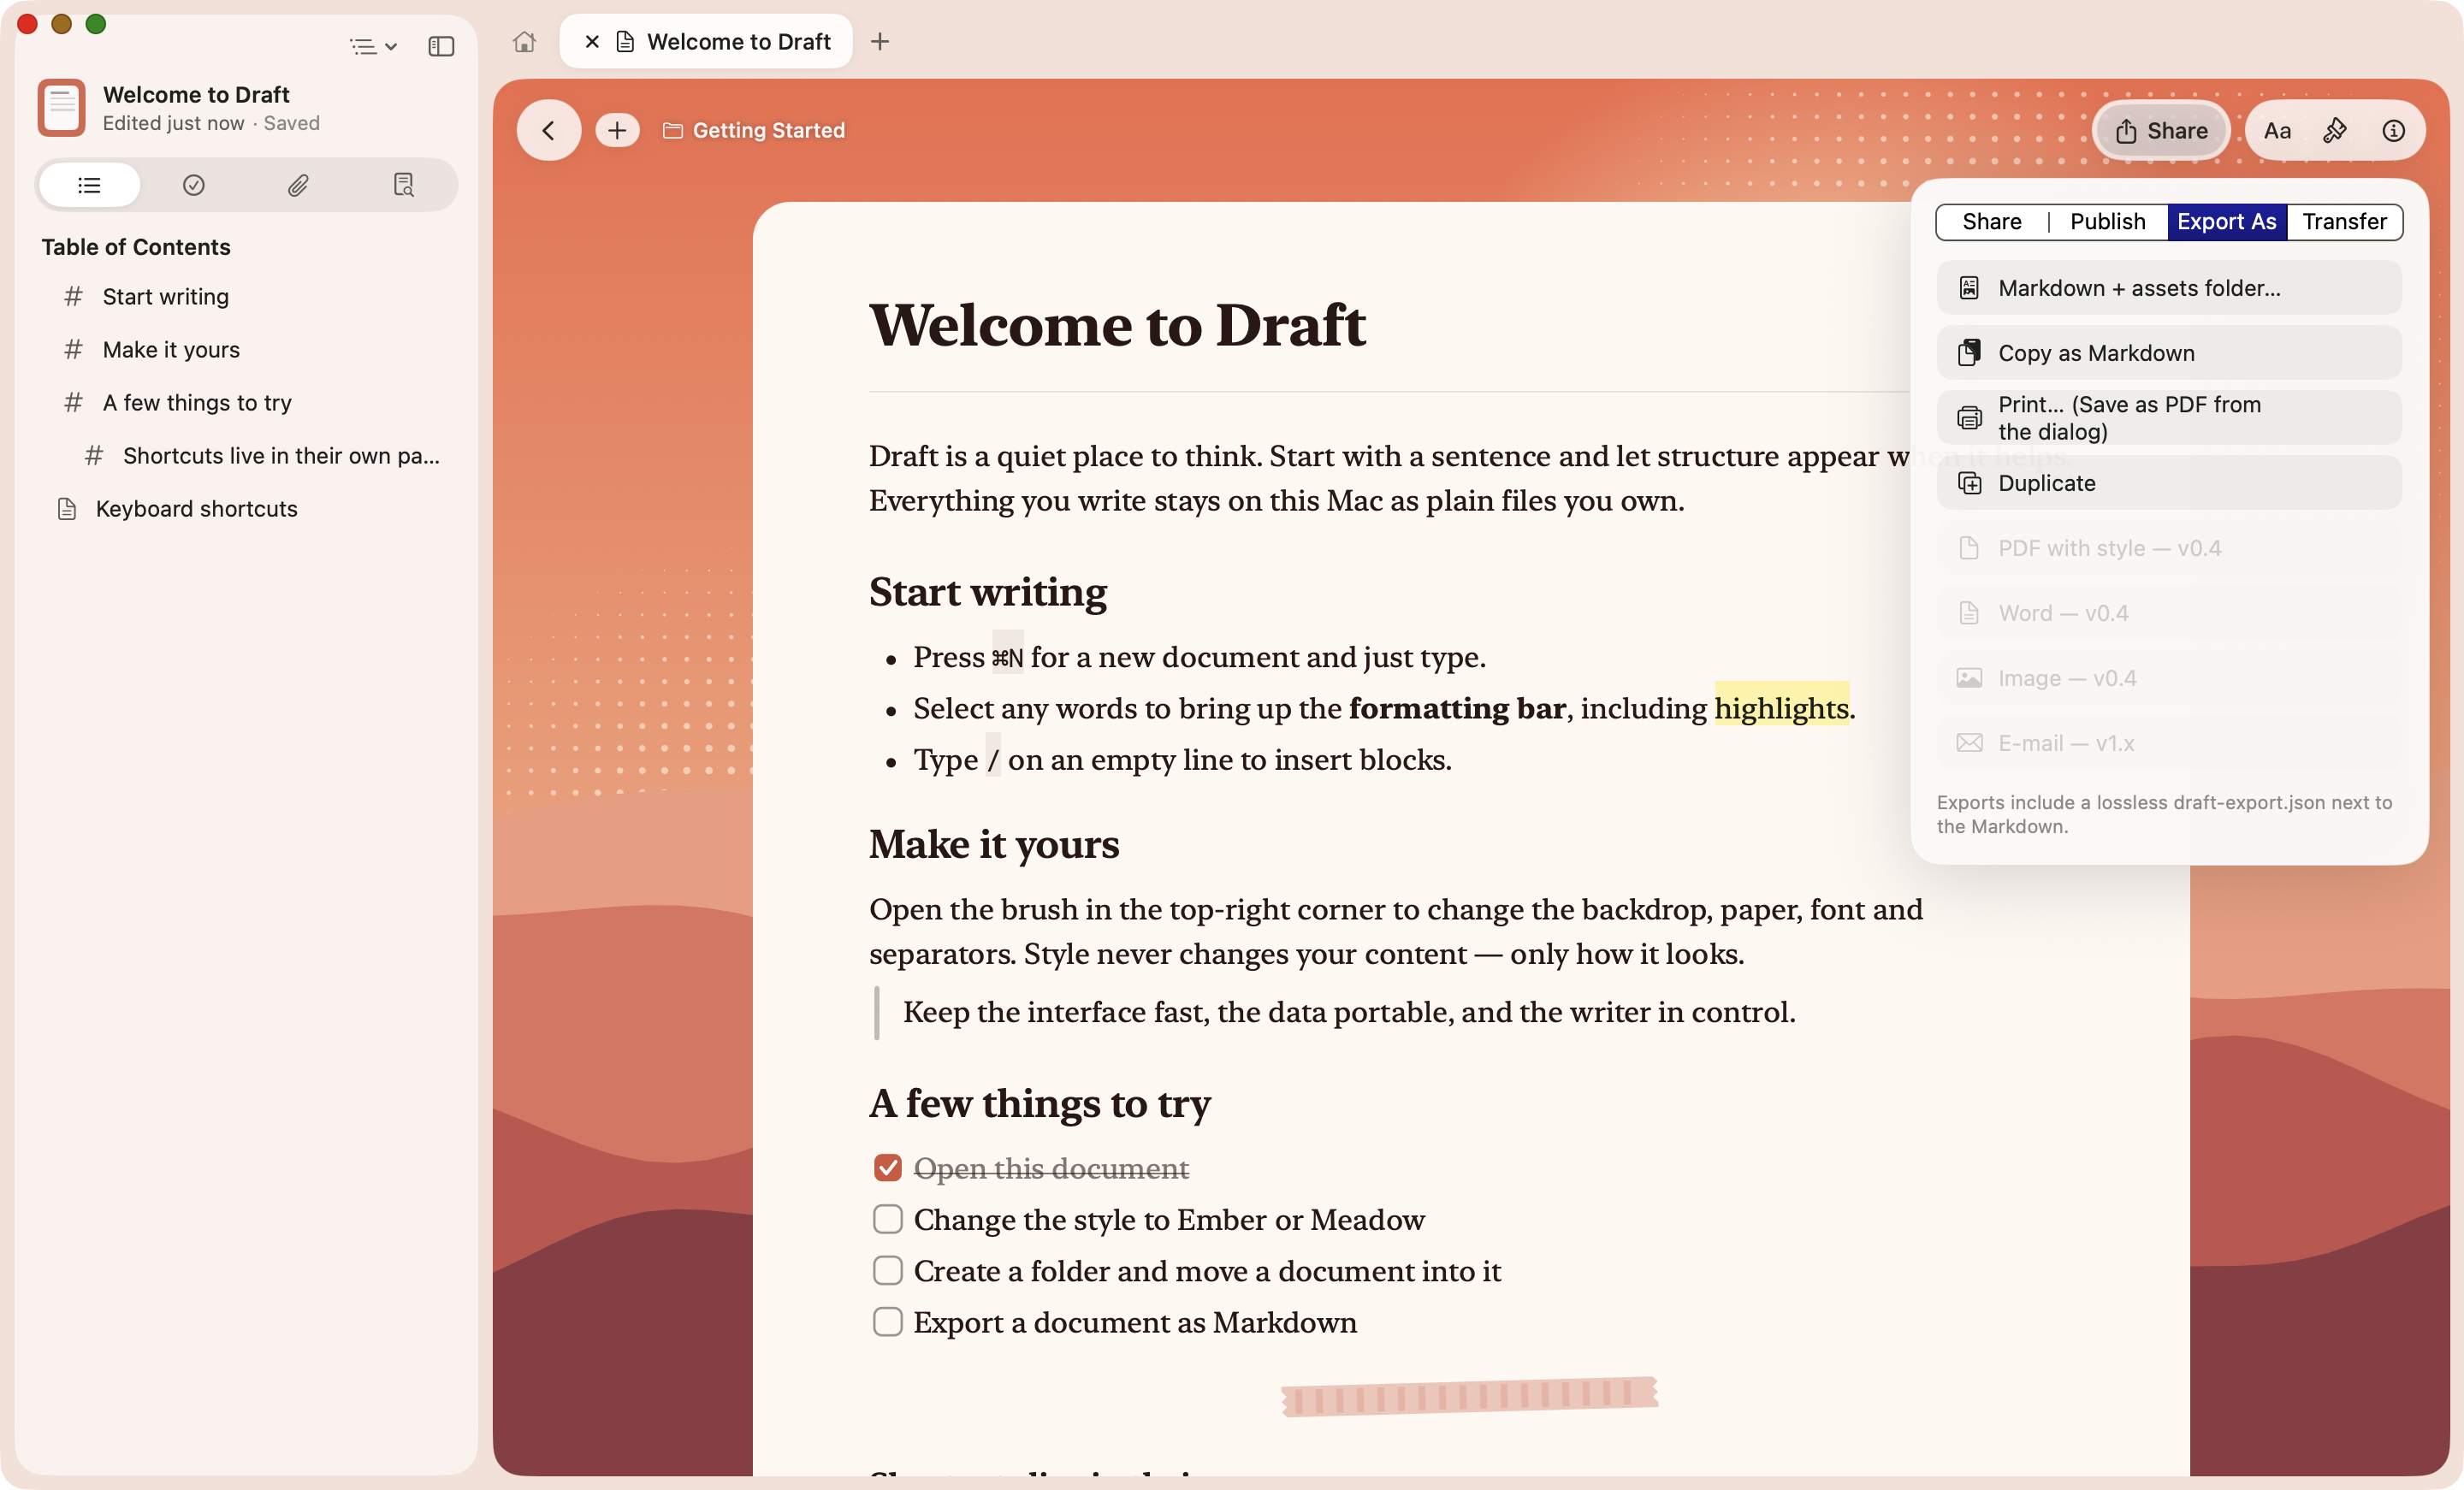 Welcome to Draft
Welcome to Draft
Edited just now · Saved
Table of Contents
# Start writing
# Make it yours
# A few things to try
# Shortcuts live in their own pa...
Keyboard shortcuts
Getting Started
Share
Aa
Share
Publish
Export As
Transfer
Markdown + assets folder...
Copy as Markdown
Print... (Save as PDF from
the dialog)
Duplicate
PDF with style — v0.4
Word — v0.4
Image — v0.4
E-mail — v1.x
Exports include a lossless draft-export.json next to
the Markdown.
Welcome to Draft
Draft is a quiet place to think. Start with a sentence and let structure appear when it helps.
Everything you write stays on this Mac as plain files you own.
Start writing
• Press ⌘N for a new document and just type.
• Select any words to bring up the formatting bar, including highlights.
• Type / on an empty line to insert blocks.
Make it yours
Open the brush in the top-right corner to change the backdrop, paper, font and
separators. Style never changes your content — only how it looks.
Keep the interface fast, the data portable, and the writer in control.
A few things to try
Open this document
Change the style to Ember or Meadow
Create a folder and move a document into it
Export a document as Markdown